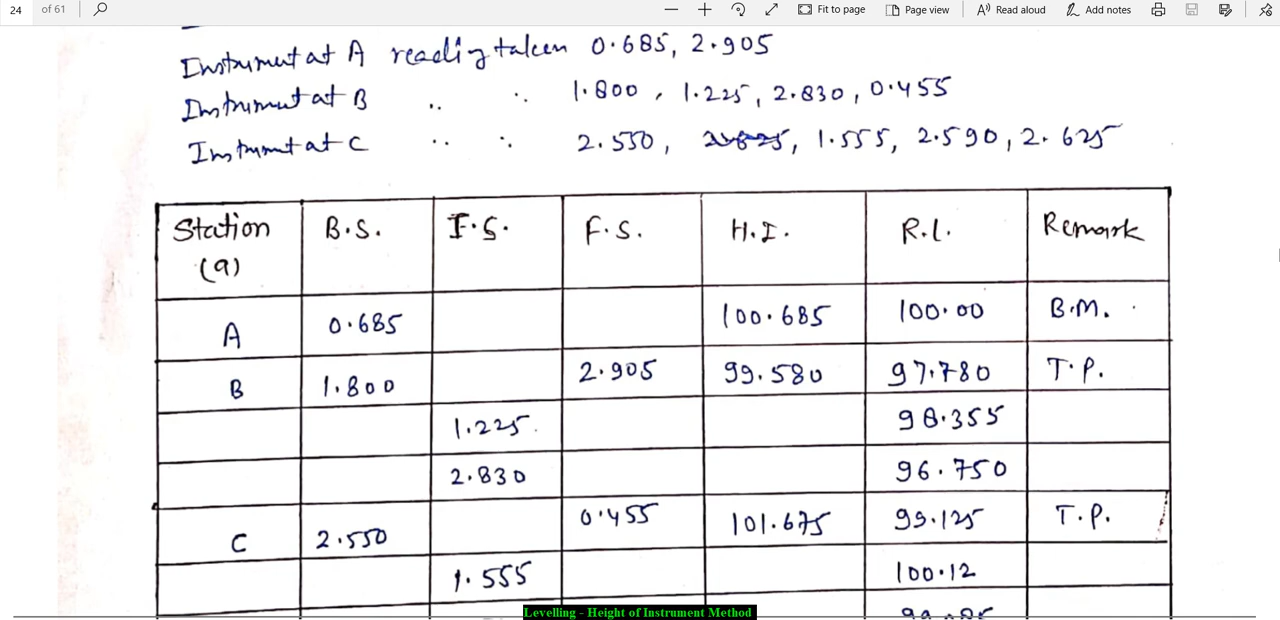 24 of 61 Fit to page Page view Read aloud Add notes
Instrument at A reading taken 0.685, 2.905
Instrument at B .. .. 1.800, 1.225, 2.830, 0.455
Instrumnt at C .. .. 2.550, 1.555, 2.590, 2.625
Station (a) B.S. I.S. F.S. H.I. R.L. Remark
A 0.685 100.685 100.00 B.M.
B 1.800 2.905 99.580 97.780 T.P.
1.225 98.355
2.830 96.750
C 2.550 0.455 101.675 99.125 T.P.
1.555 100.12
Levelling - Height of Instrument Method